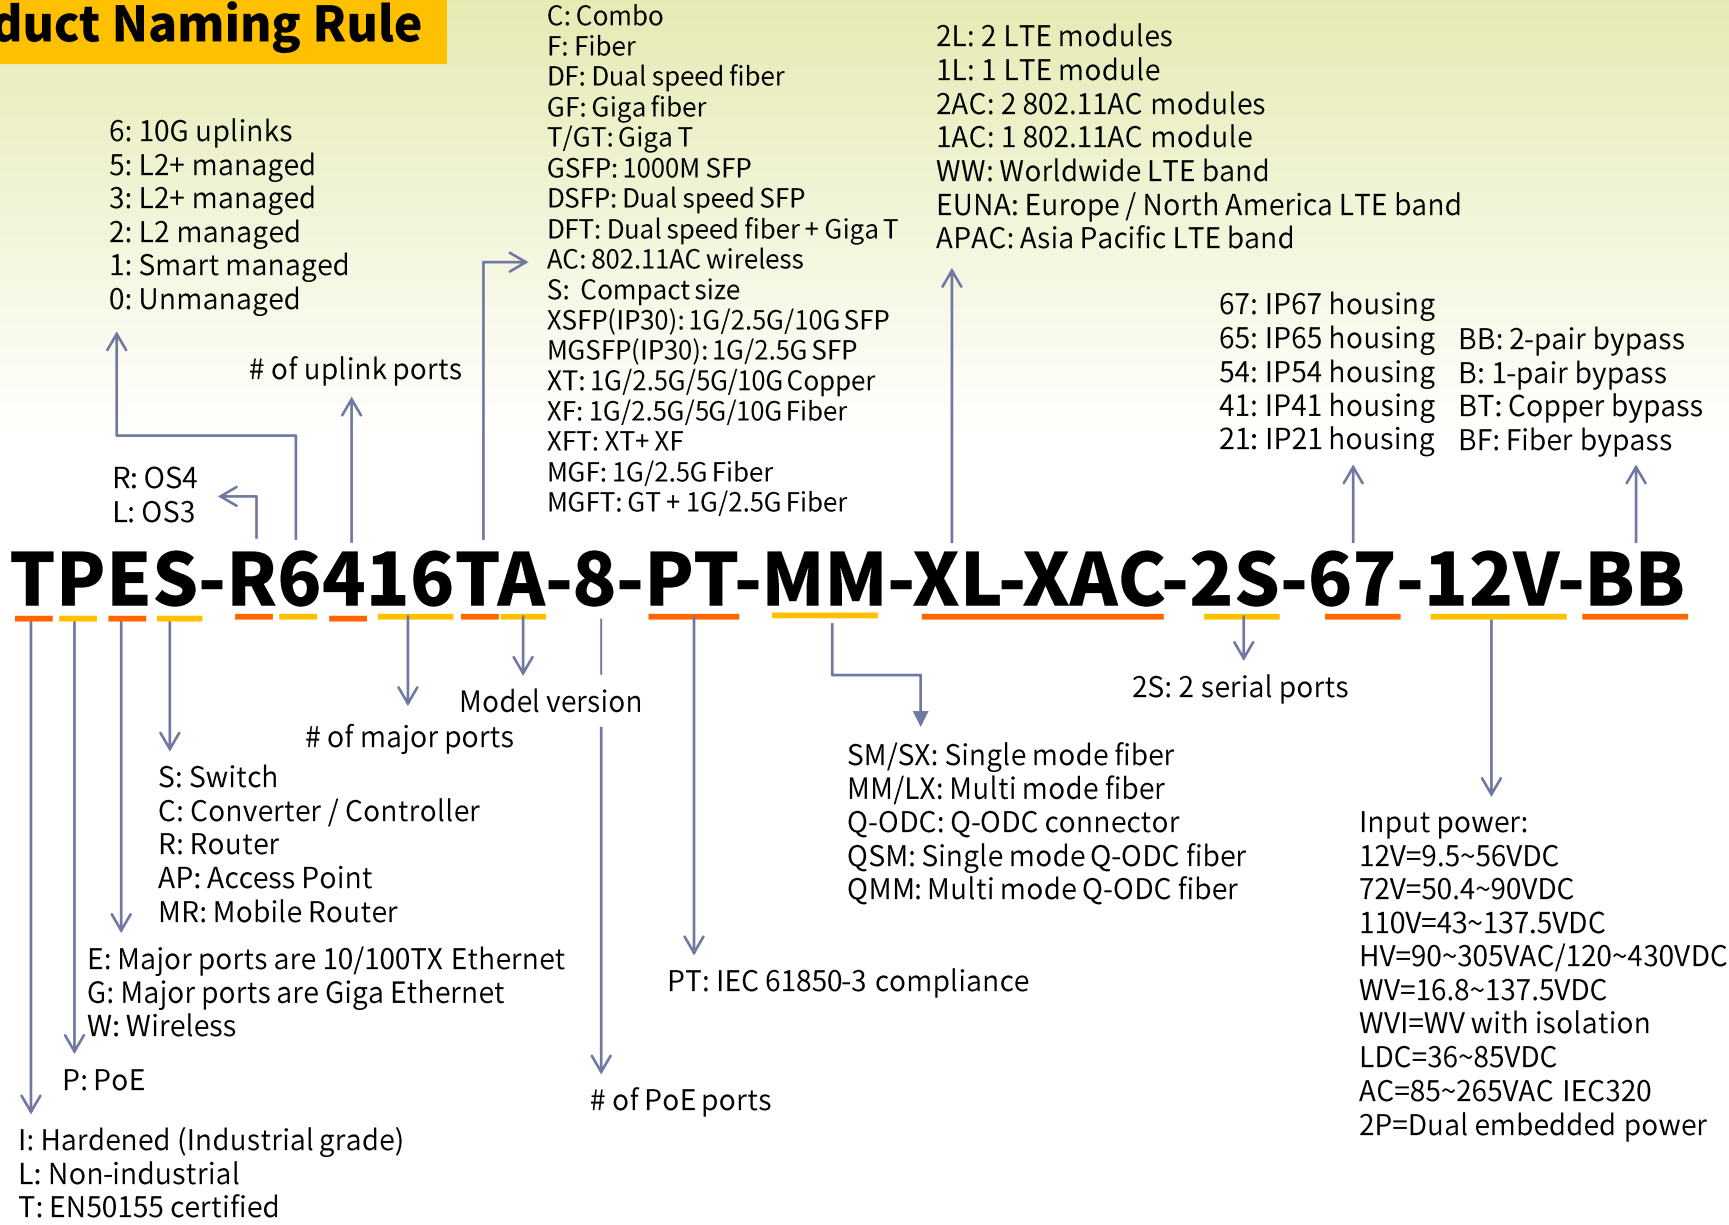 duct Naming Rule
6: 10G uplinks
5: L2+ managed
3: L2+ managed
2: L2 managed
1: Smart managed
0: Unmanaged
# of uplink ports
R: OS4
L: OS3
C: Combo
F: Fiber
DF: Dual speed fiber
GF: Giga fiber
T/GT: Giga T
GSFP: 1000M SFP
DSFP: Dual speed SFP
DFT: Dual speed fiber + Giga T
AC: 802.11AC wireless
S: Compact size
XSFP(IP30): 1G/2.5G/10G SFP
MGSFP(IP30): 1G/2.5G SFP
XT: 1G/2.5G/5G/10G Copper
XF: 1G/2.5G/5G/10G Fiber
XFT: XT+ XF
MGF: 1G/2.5G Fiber
MGFT: GT + 1G/2.5G Fiber
2L: 2 LTE modules
1L: 1 LTE module
2AC: 2 802.11AC modules
1AC: 1 802.11AC module
WW: Worldwide LTE band
EUNA: Europe / North America LTE band
APAC: Asia Pacific LTE band
67: IP67 housing
65: IP65 housing
54: IP54 housing
41: IP41 housing
21: IP21 housing
BB: 2-pair bypass
B: 1-pair bypass
BT: Copper bypass
BF: Fiber bypass
TPES-R6416TA-8-PT-MM-XL-XAC-2S-67-12V-BB
Model version
# of major ports
S: Switch
C: Converter / Controller
R: Router
AP: Access Point
MR: Mobile Router
E: Major ports are 10/100TX Ethernet
G: Major ports are Giga Ethernet
W: Wireless
P: PoE
I: Hardened (Industrial grade)
L: Non-industrial
T: EN50155 certified
# of PoE ports
PT: IEC 61850-3 compliance
SM/SX: Single mode fiber
MM/LX: Multi mode fiber
Q-ODC: Q-ODC connector
QSM: Single mode Q-ODC fiber
QMM: Multi mode Q-ODC fiber
2S: 2 serial ports
Input power:
12V=9.5~56VDC
72V=50.4~90VDC
110V=43~137.5VDC
HV=90~305VAC/120~430VDC
WV=16.8~137.5VDC
WVI=WV with isolation
LDC=36~85VDC
AC=85~265VAC IEC320
2P=Dual embedded power